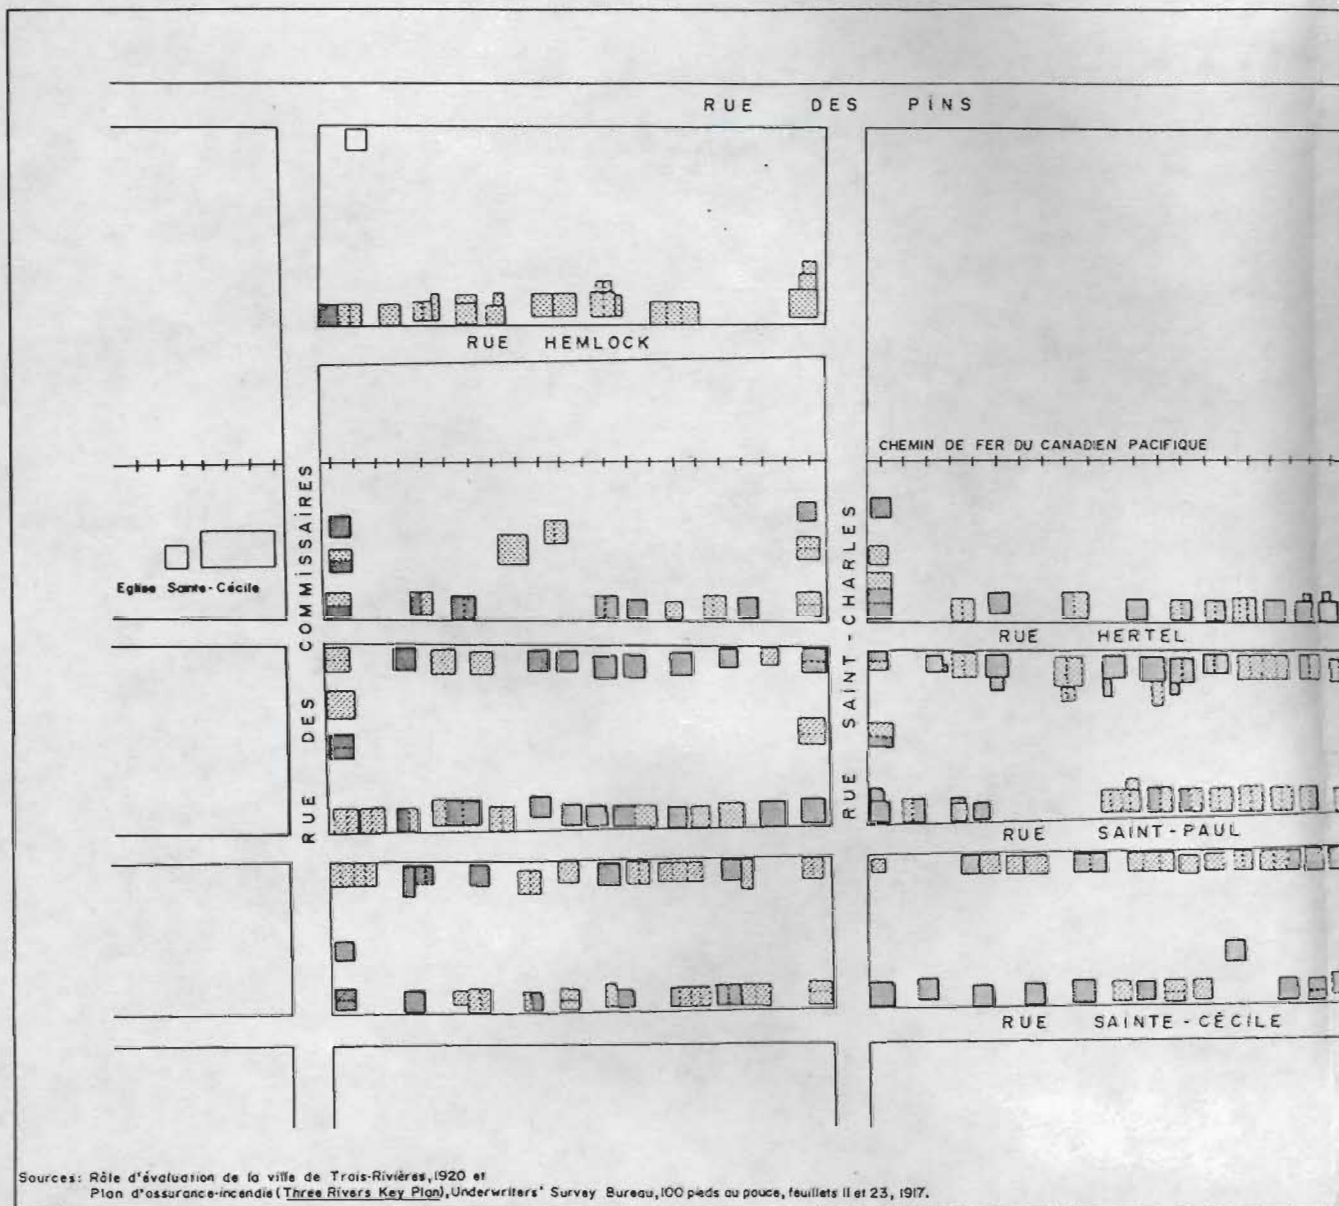 RUE DES PINS
RUE HEMLOCK
CHEMIN DE FER DU CANADIEN PACIFIQUE
RUE DES COMMISSAIRES
RUE SAINT-CHARLES
Eglise Sainte-Cécile
RUE HERTEL
RUE SAINT-PAUL
RUE SAINTE-CÉCILE
Sources: Rôle d'évaluation de la ville de Trois-Rivières, 1920 et
Plan d'assurance-incendie (Three Rivers Key Plan), Underwriters' Survey Bureau, 100 pieds au pouce, feuillets 11 et 23, 1917.